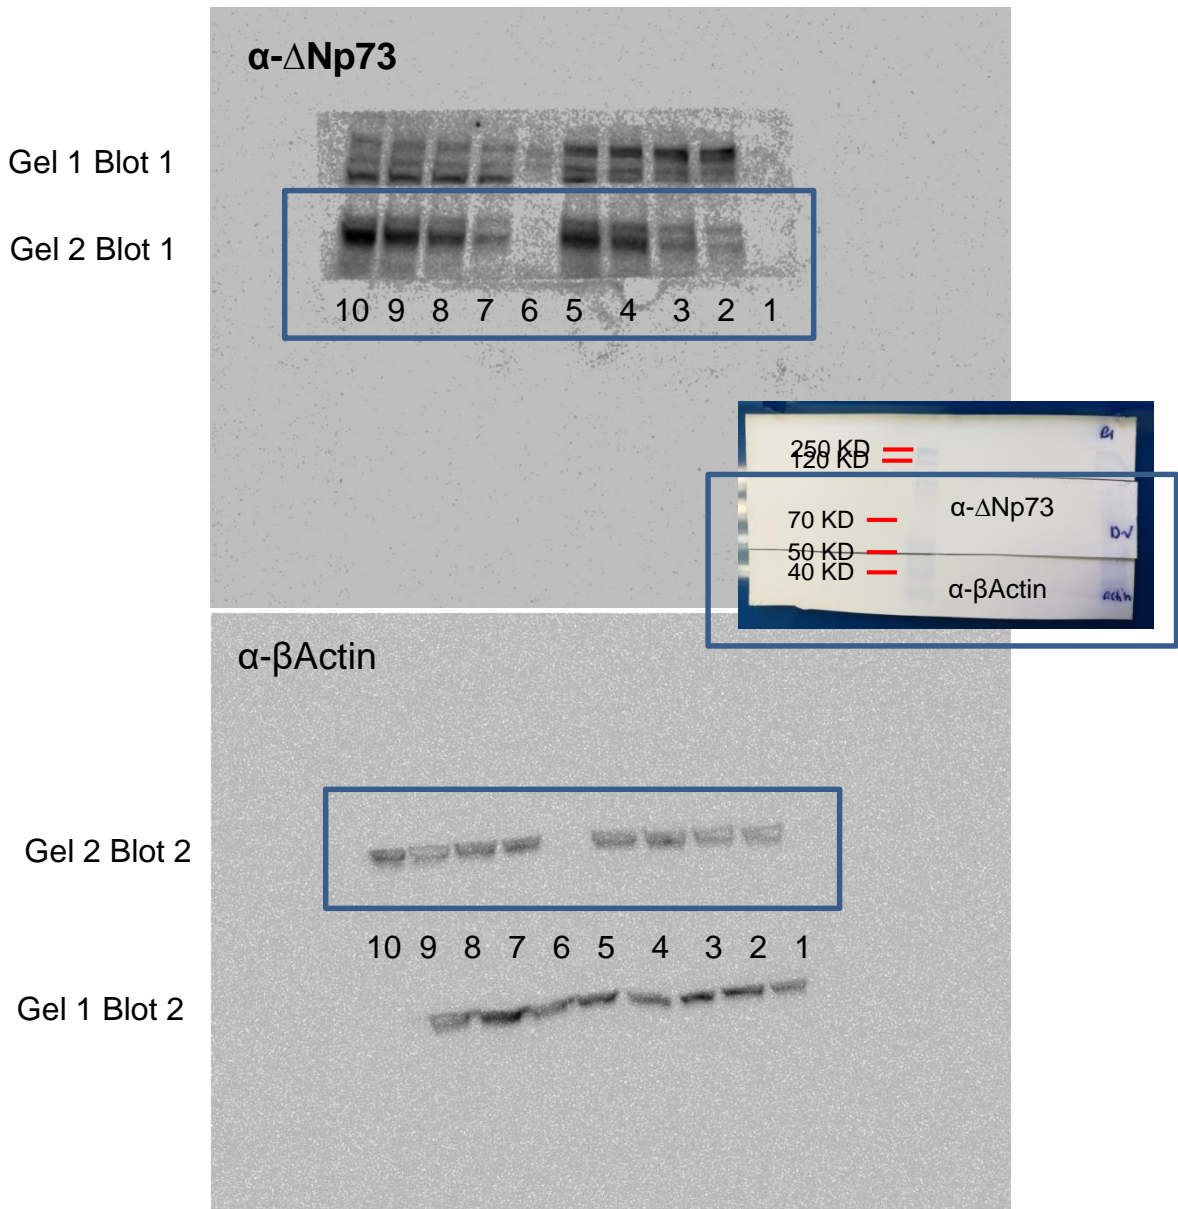 α-ΔNp73
Gel 1 Blot 1
Gel 2 Blot 1
10 9 8 7 6 5 4 3 2 1
250 KD
120 KD
70 KD
α-ΔNp73
50 KD
40 KD
α-βActin
actin
α-βActin
Gel 2 Blot 2
10 9 8 7 6 5 4 3 2 1
Gel 1 Blot 2